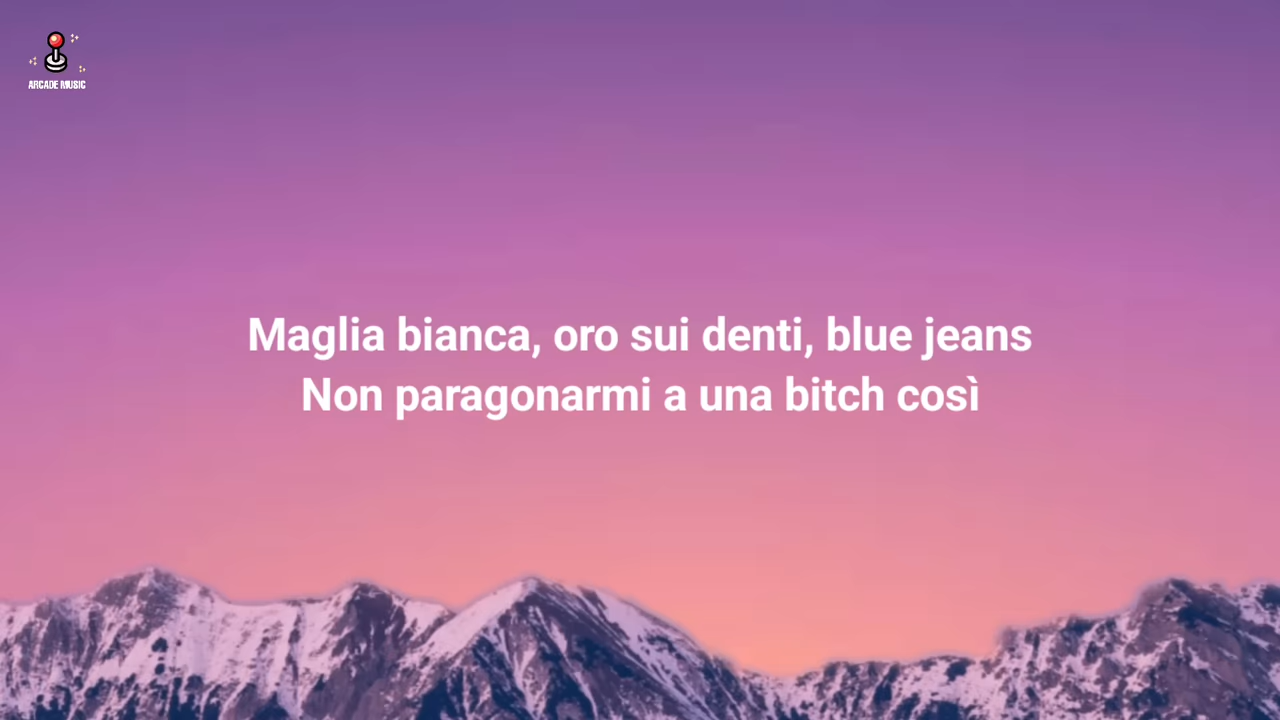 ARCADE MUSIC
Maglia bianca, oro sui denti, blue jeans
Non paragonarmi a una bitch così